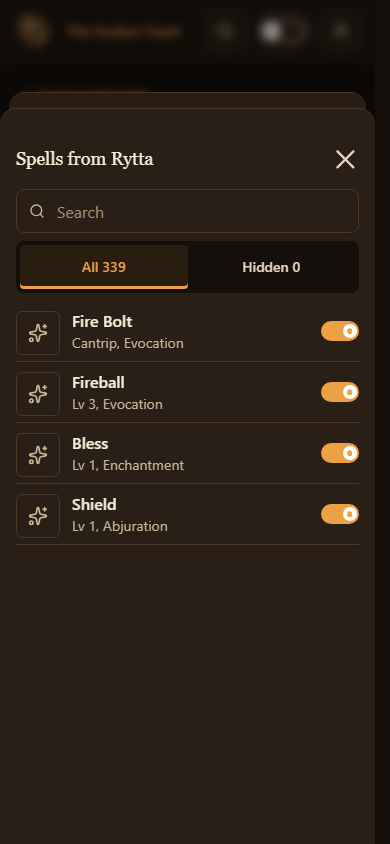 Spells from Rytta
Search
All 339
Hidden 0
Fire Bolt
Cantrip, Evocation
Fireball
Lv 3, Evocation
Bless
Lv 1, Enchantment
Shield
Lv 1, Abjuration